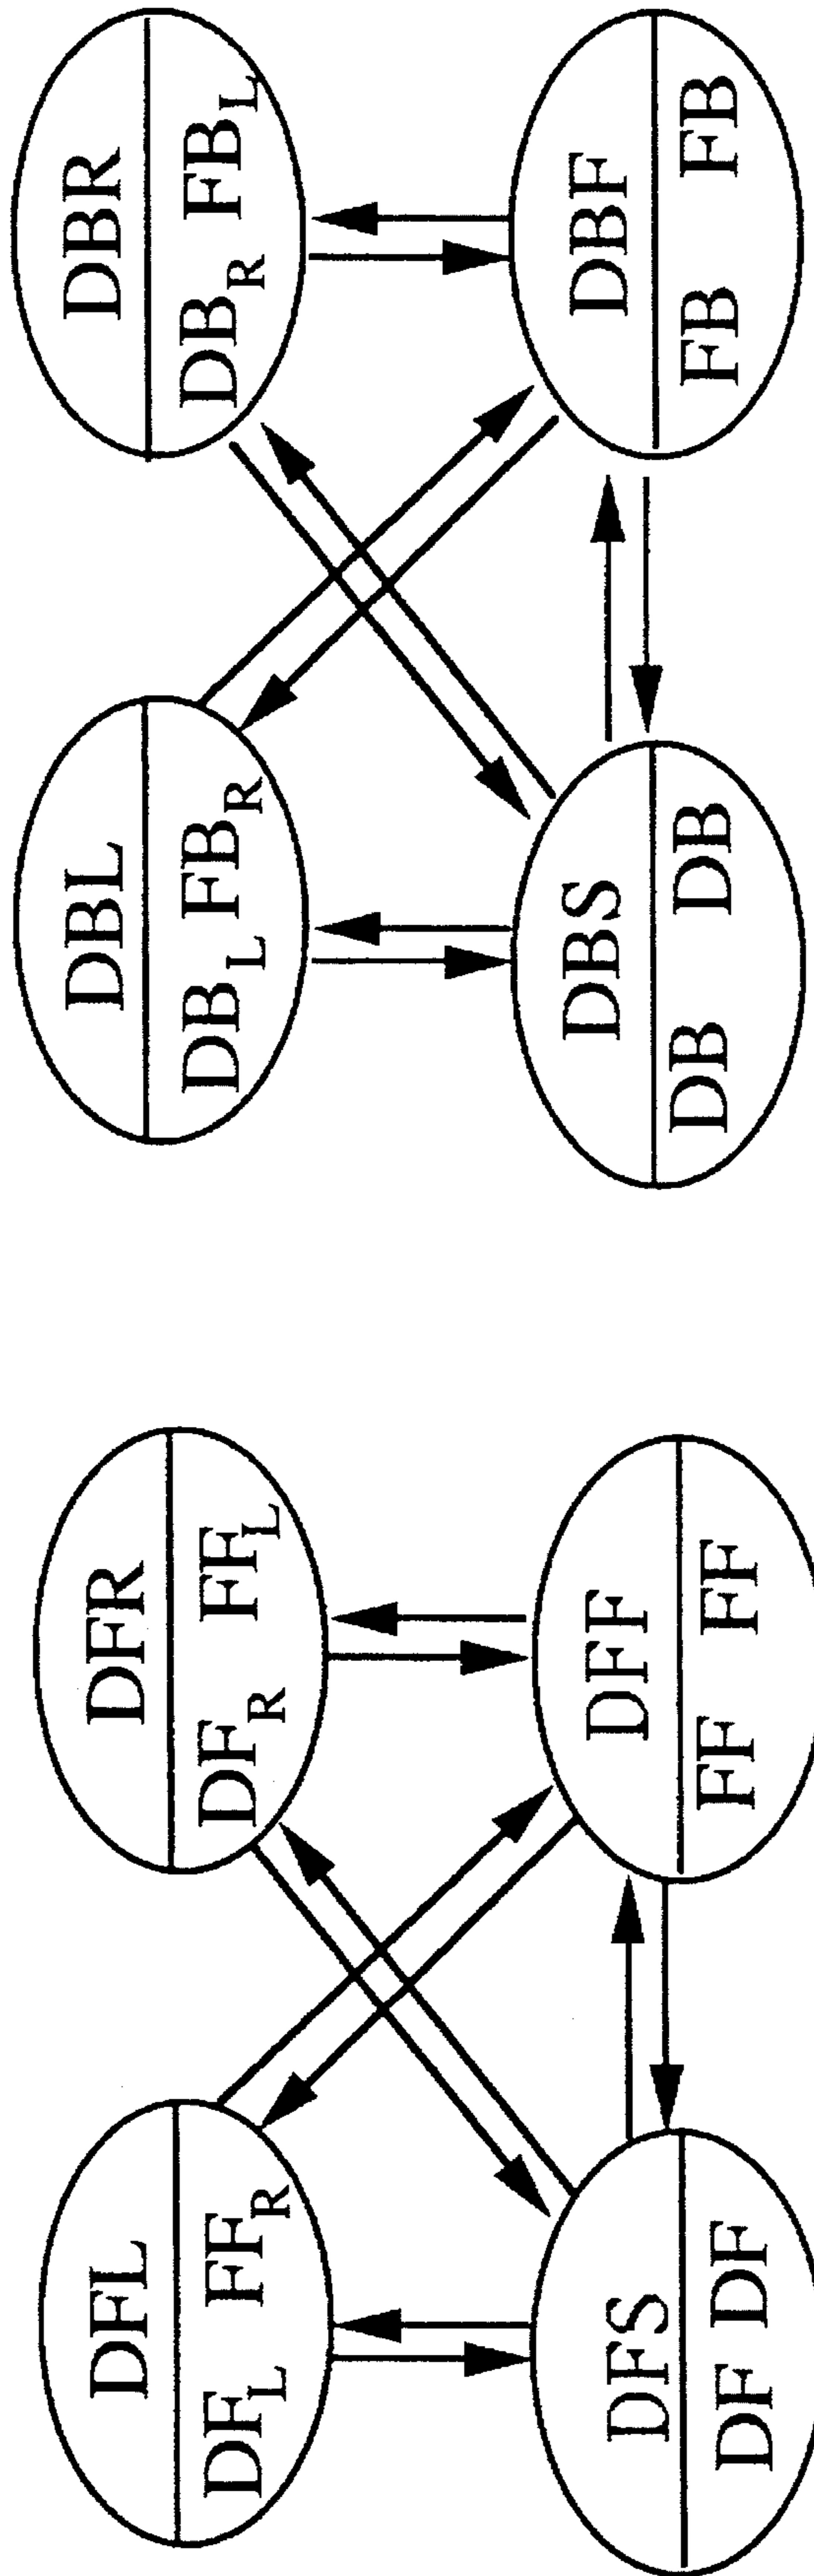 DFL
DF_L FF_R
DFR
DF_R FF_L
DFS
DF DF
DFF
FF FF
DBL
DB_L FB_R
DBR
DB_R FB_L
DBS
DB DB
DBF
FB FB